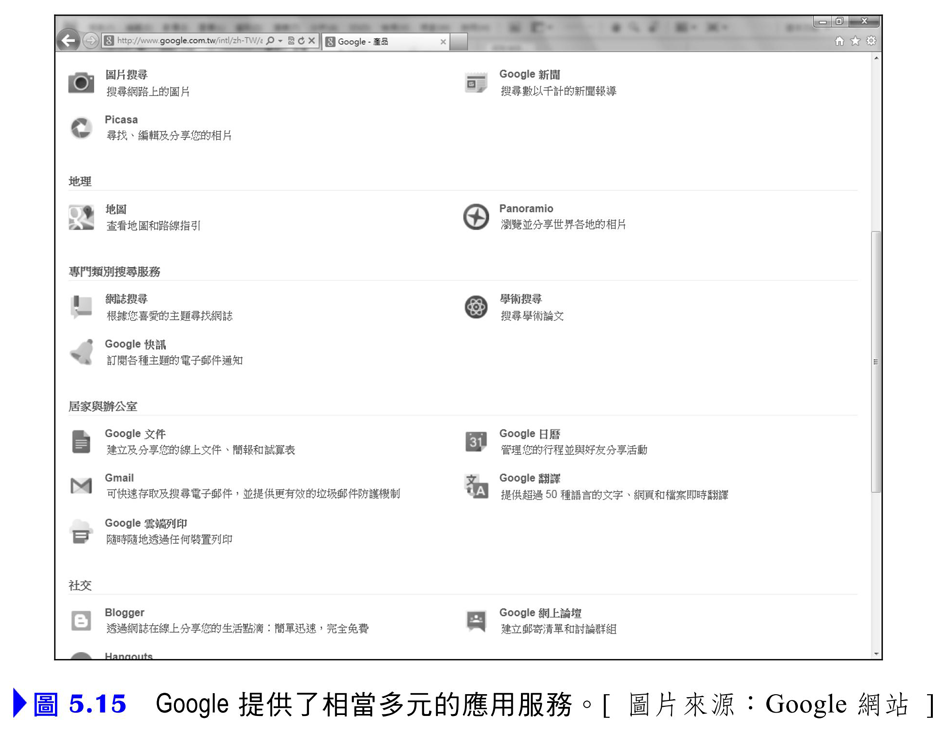 http://www.google.com.tw/intl/zh-TW/
Google - 產品
圖片搜尋
搜尋網路上的圖片
Google 新聞
搜尋數以千計的新聞報導
Picasa
尋找、編輯及分享您的相片
地理
地圖
查看地圖和路線指引
Panoramio
瀏覽並分享世界各地的相片
專門類別搜尋服務
網誌搜尋
根據您喜愛的主題尋找網誌
學術搜尋
搜尋學術論文
Google 快訊
訂閱各種主題的電子郵件通知
居家與辦公室
Google 文件
建立及分享您的線上文件、簡報和試算表
Google 日曆
管理您的行程並與好友分享活動
31
Gmail
可快速存取及搜尋電子郵件，並提供更有效的垃圾郵件防護機制
Google 翻譯
提供超過 50 種語言的文字、網頁和檔案即時翻譯
文A
Google 雲端列印
隨時隨地透過任何裝置列印
社交
Blogger
透過網誌在線上分享您的生活點滴：簡單迅速，完全免費
Google 網上論壇
建立郵寄清單和討論群組
Hangouts
圖 5.15 Google 提供了相當多元的應用服務。[ 圖片來源：Google 網站 ]